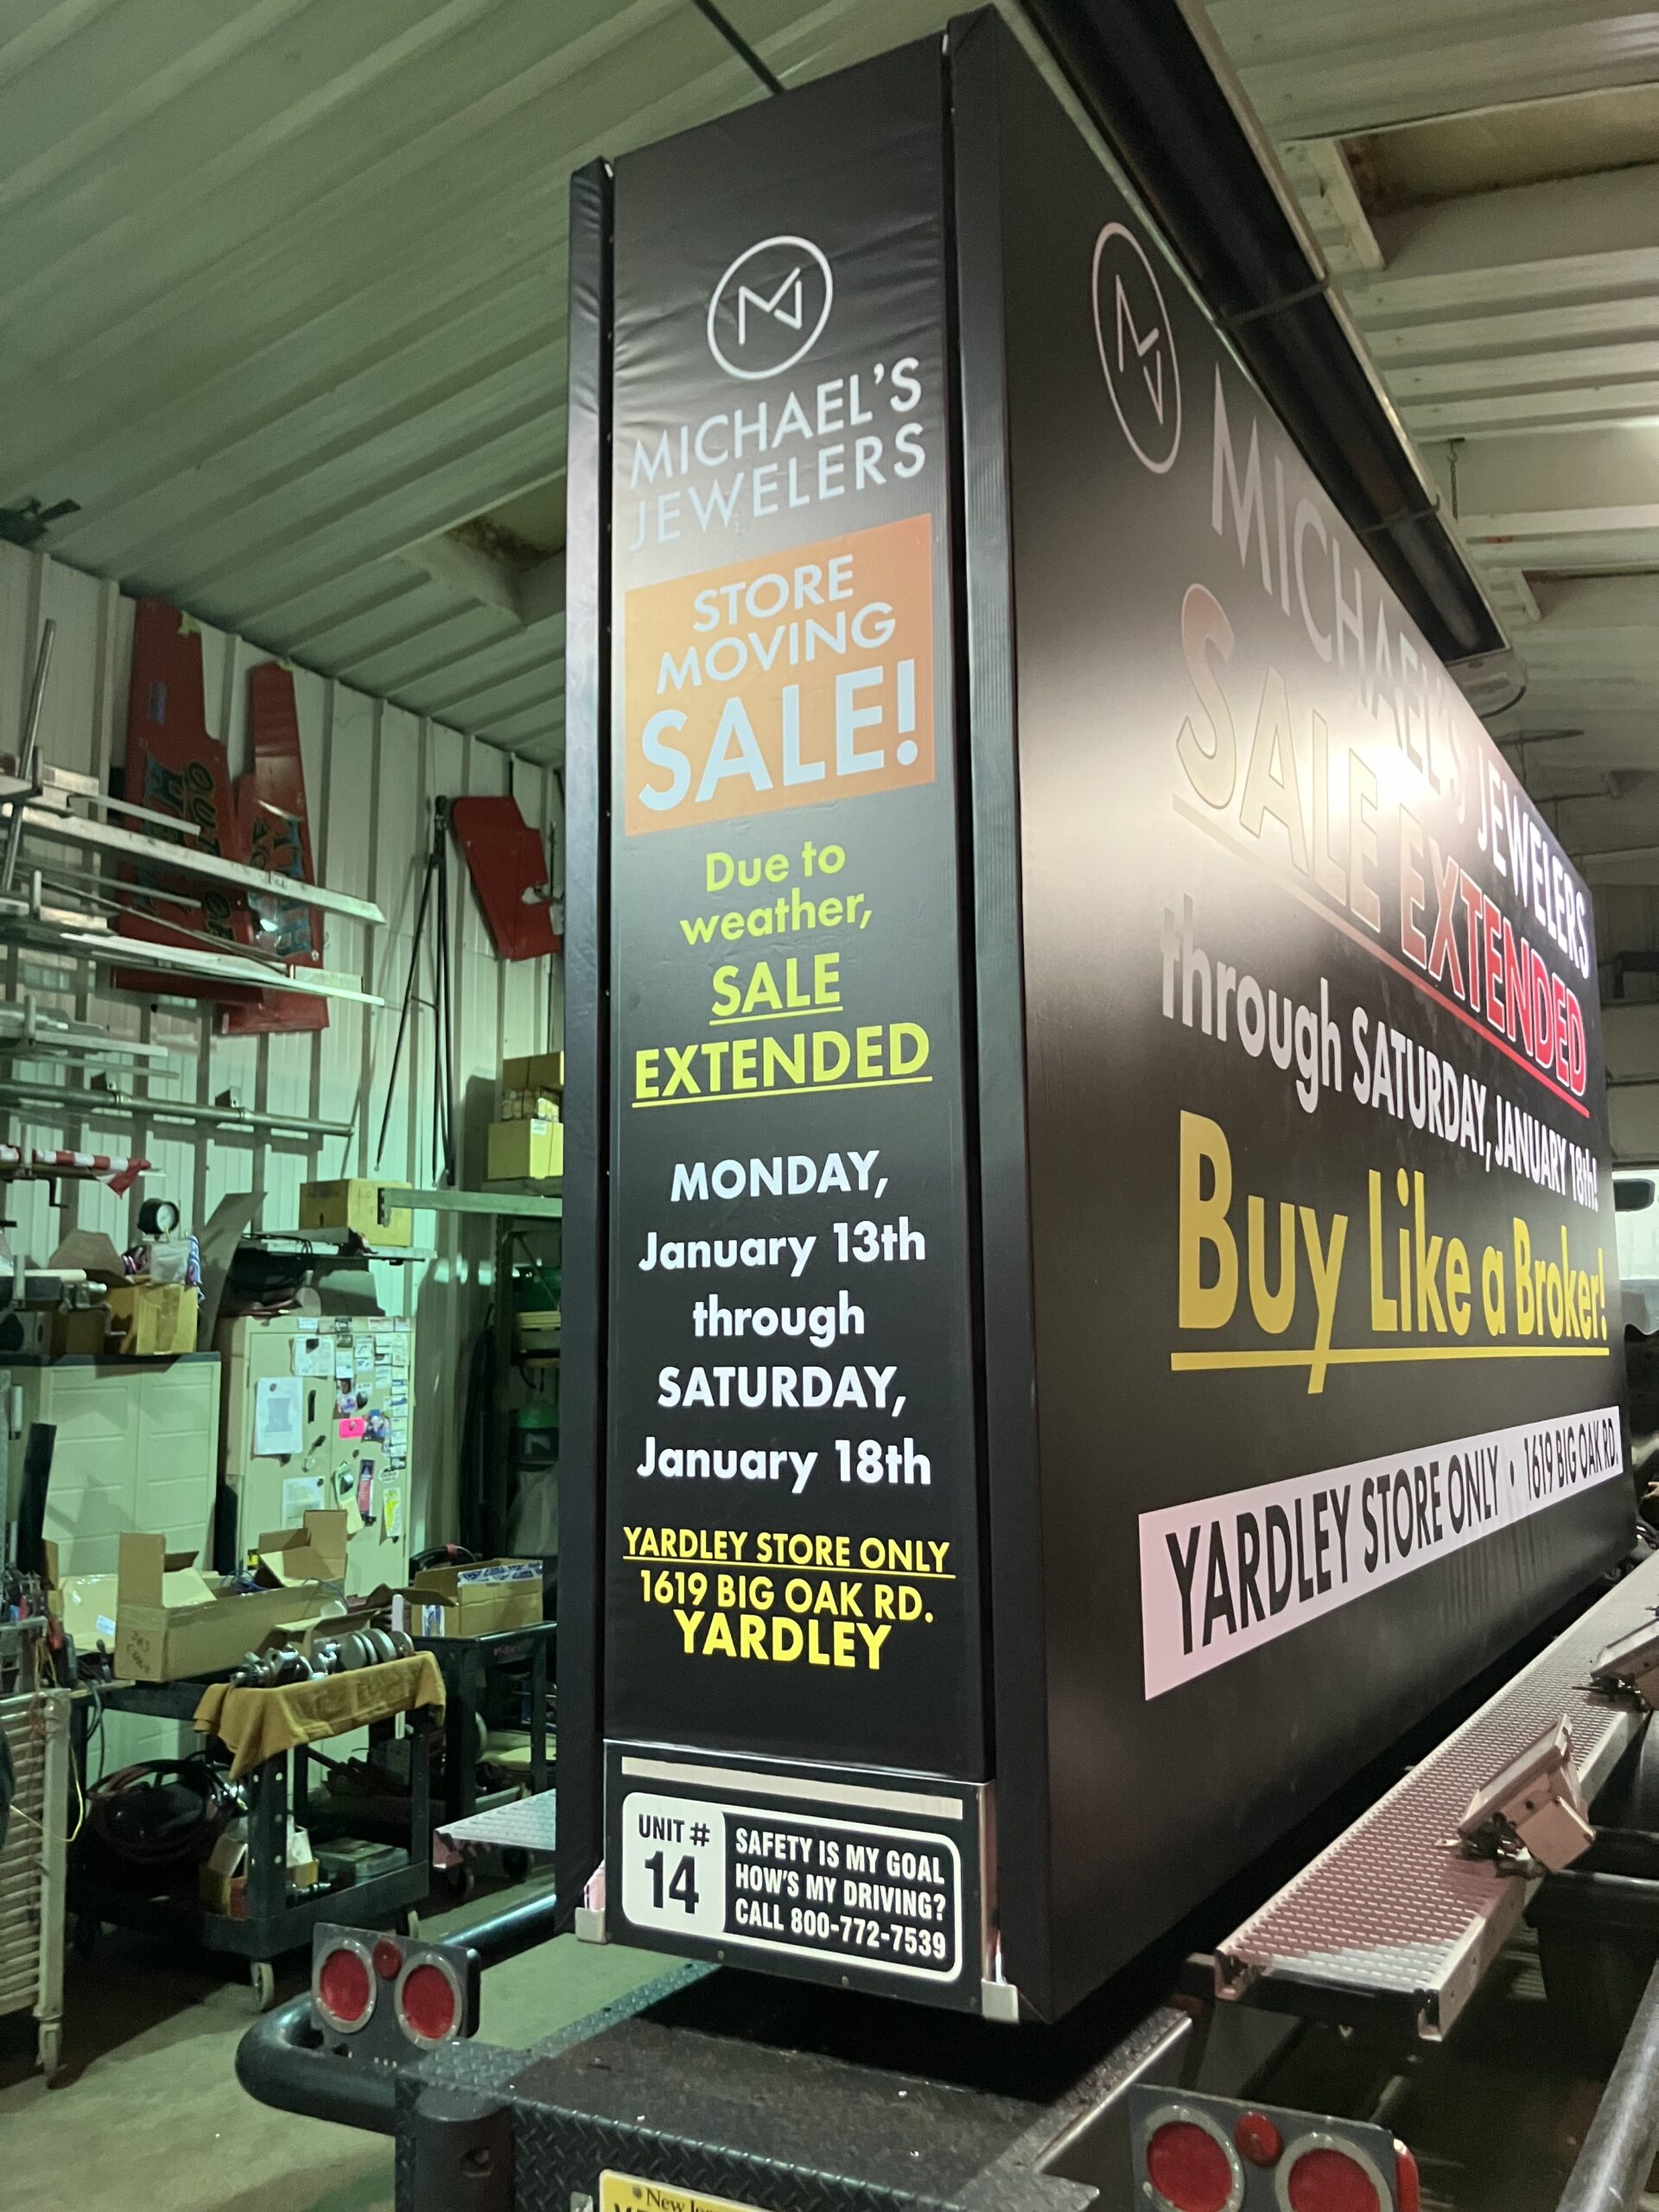 MICHAEL'S
JEWELERS
STORE
MOVING
SALE!
Due to
weather,
SALE
EXTENDED
MONDAY,
January 13th
through
SATURDAY,
January 18th
YARDLEY STORE ONLY
1619 BIG OAK RD.
YARDLEY
UNIT #
14
SAFETY IS MY GOAL
HOW'S MY DRIVING?
CALL 800-772-7539
MICHAEL'S JEWELERS
SALE EXTENDED
through SATURDAY, JANUARY 18th!
Buy Like a Broker!
YARDLEY STORE ONLY • 1619 BIG OAK RD.
New